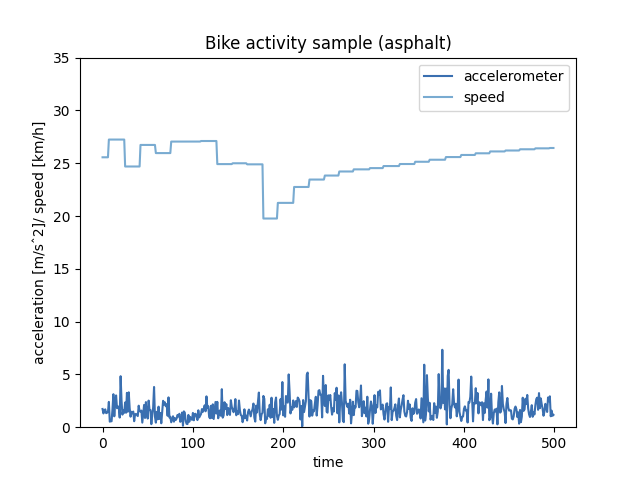 Bike activity sample (asphalt)
accelerometer
speed
35
30
25
20
15
10
5
0
acceleration [m/s^2]/ speed [km/h]
0 100 200 300 400 500
time